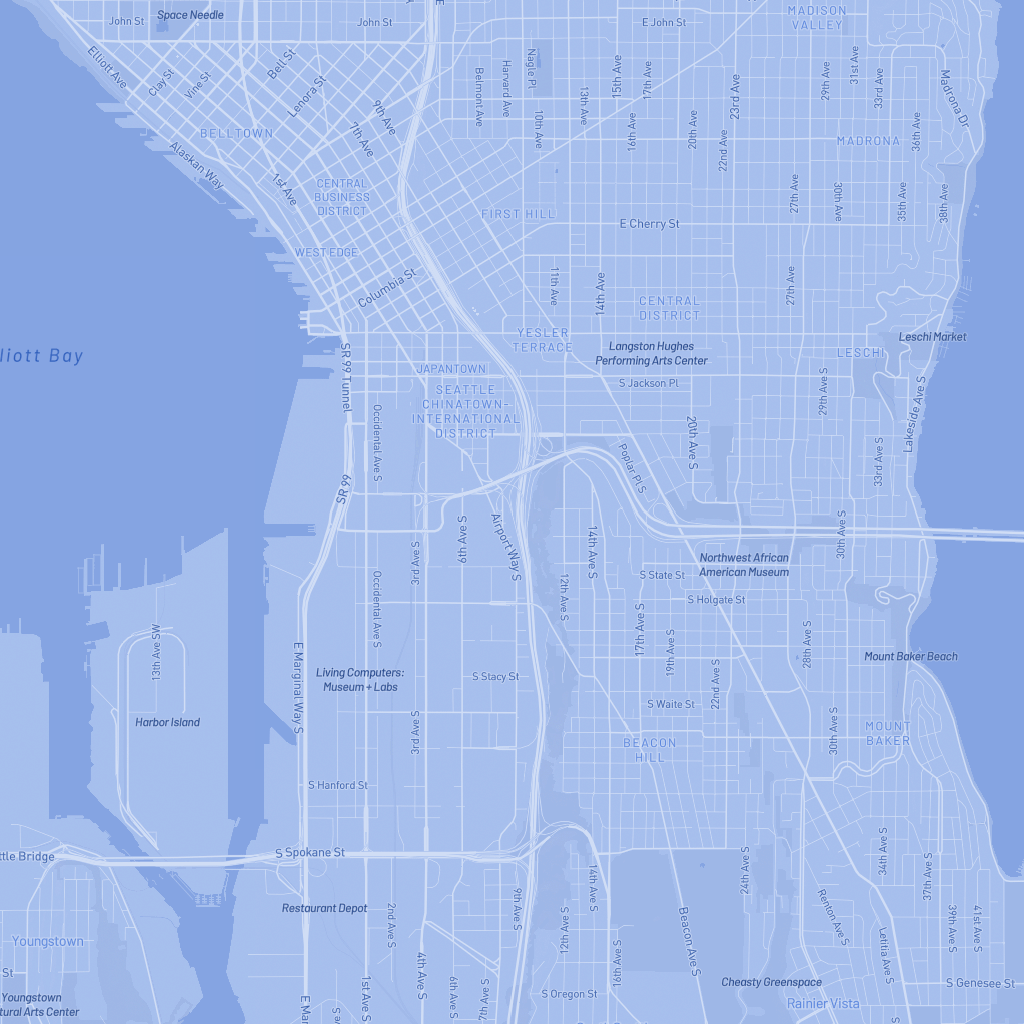 Space Needle
John St
John St
E John St
E
MADISON
VALLEY
Elliott Ave
Clay St
Vine St
Bell St
Lenora St
9th Ave
7th Ave
Belmont Ave
Harvard Ave
Nagle Pl
10th Ave
13th Ave
15th Ave
17th Ave
16th Ave
20th Ave
22nd Ave
23rd Ave
29th Ave
31st Ave
33rd Ave
36th Ave
Madrona Dr
BELLTOWN
MADRONA
Alaskan Way
1st Ave
CENTRAL
BUSINESS
DISTRICT
FIRST HILL
E Cherry St
27th Ave
30th Ave
35th Ave
38th Ave
WEST EDGE
Columbia St
11th Ave
14th Ave
27th Ave
CENTRAL
DISTRICT
YESLER
TERRACE
Langston Hughes
Performing Arts Center
Leschi Market
LESCHI
lliott Bay
SR 99 Tunnel
JAPANTOWN
SEATTLE
CHINATOWN-
INTERNATIONAL
DISTRICT
S Jackson Pl
29th Ave S
Lakeside Ave S
Occidental Ave S
20th Ave S
33rd Ave S
Poplar Pl S
SR 99
6th Ave S
Airport Way S
14th Ave S
30th Ave S
3rd Ave S
Northwest African
American Museum
S State St
12th Ave S
S Holgate St
Occidental Ave S
17th Ave S
19th Ave S
28th Ave S
13th Ave SW
E Marginal Way S
Mount Baker Beach
Living Computers:
Museum + Labs
S Stacy St
22nd Ave S
S Waite St
Harbor Island
3rd Ave S
30th Ave S
MOUNT
BAKER
BEACON
HILL
S Hanford St
ttle Bridge
S Spokane St
34th Ave S
24th Ave S
37th Ave S
14th Ave S
9th Ave S
Restaurant Depot
2nd Ave S
12th Ave S
Beacon Ave S
Renton Ave S
Letitia Ave S
39th Ave S
41st Ave S
Youngstown
16th Ave S
St
4th Ave S
6th Ave S
7th Ave S
1st Ave S
E Mar
S Oregon St
Cheasty Greenspace
S Genesee St
Youngstown
tural Arts Center
Rainier Vista
S